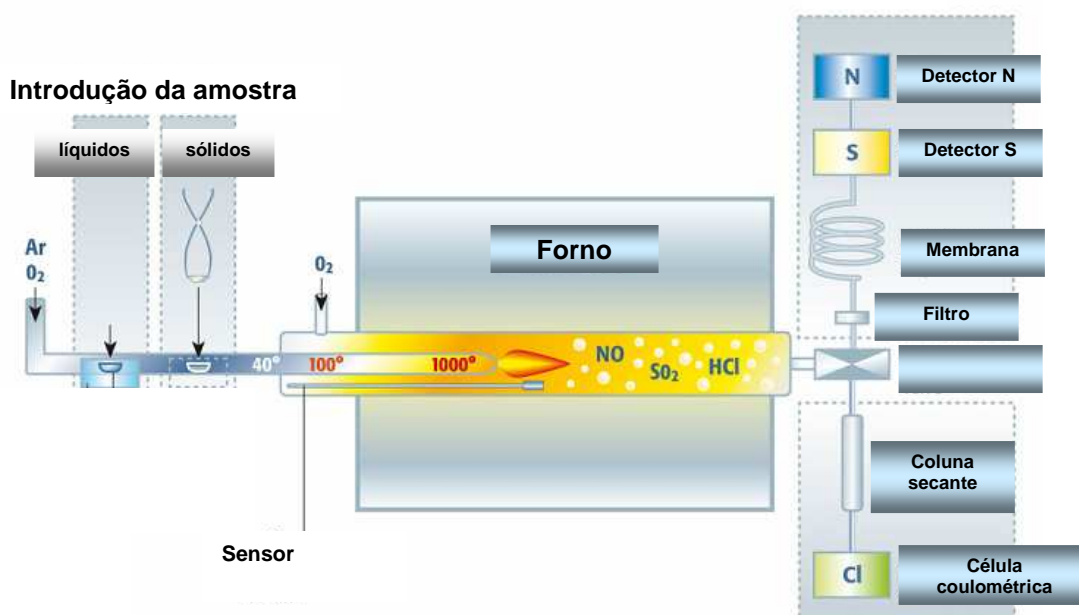 Introdução da amostra
líquidos
sólidos
Ar
O₂
O₂
Forno
40°
100°
1000°
NO
SO₂
HCl
Sensor
N
Detector N
S
Detector S
Membrana
Filtro
Coluna
secante
Cl
Célula
coulométrica